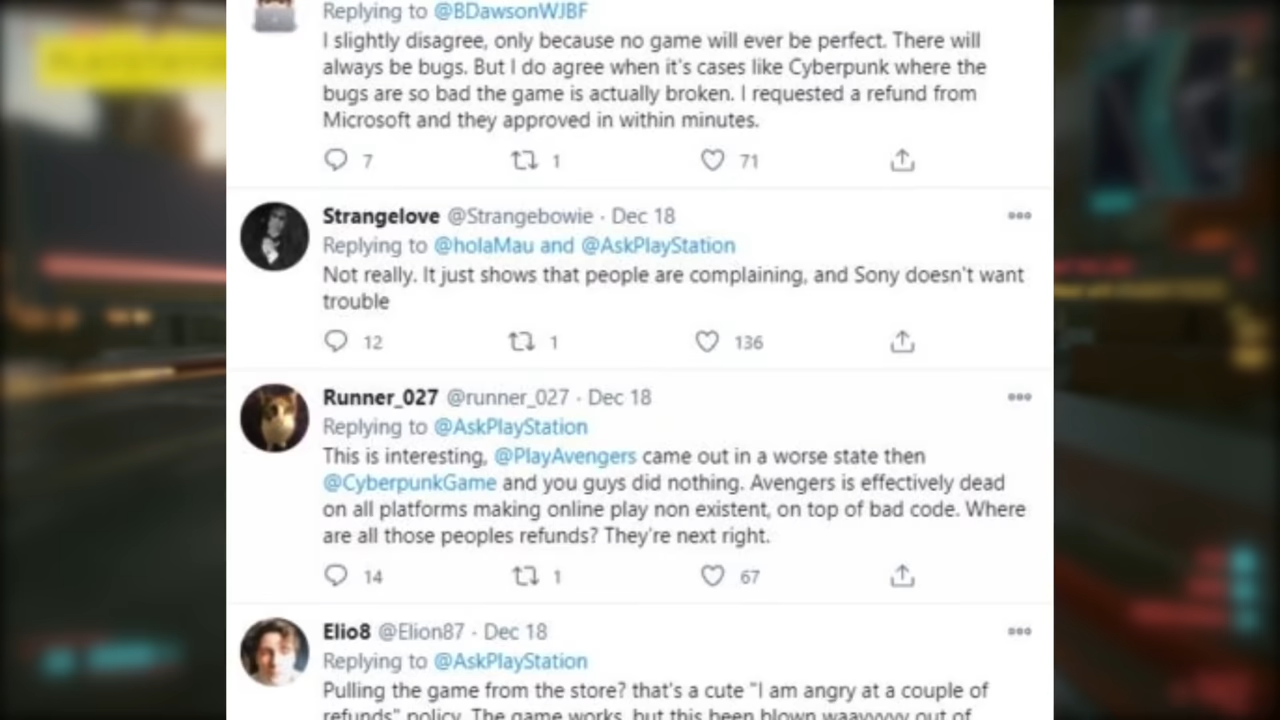 Replying to @BDawsonWJBF
I slightly disagree, only because no game will ever be perfect. There will
always be bugs. But I do agree when it's cases like Cyberpunk where the
bugs are so bad the game is actually broken. I requested a refund from
Microsoft and they approved in within minutes.
7 1 71
Strangelove @Strangebowie · Dec 18
Replying to @holaMau and @AskPlayStation
Not really. It just shows that people are complaining, and Sony doesn't want
trouble
12 1 136
Runner_027 @runner_027 · Dec 18
Replying to @AskPlayStation
This is interesting, @PlayAvengers came out in a worse state then
@CyberpunkGame and you guys did nothing. Avengers is effectively dead
on all platforms making online play non existent, on top of bad code. Where
are all those peoples refunds? They're next right.
14 1 67
Elio8 @Elion87 · Dec 18
Replying to @AskPlayStation
Pulling the game from the store? that's a cute "I am angry at a couple of
refunds" policy. The game works, but this been blown waayyyyy out of